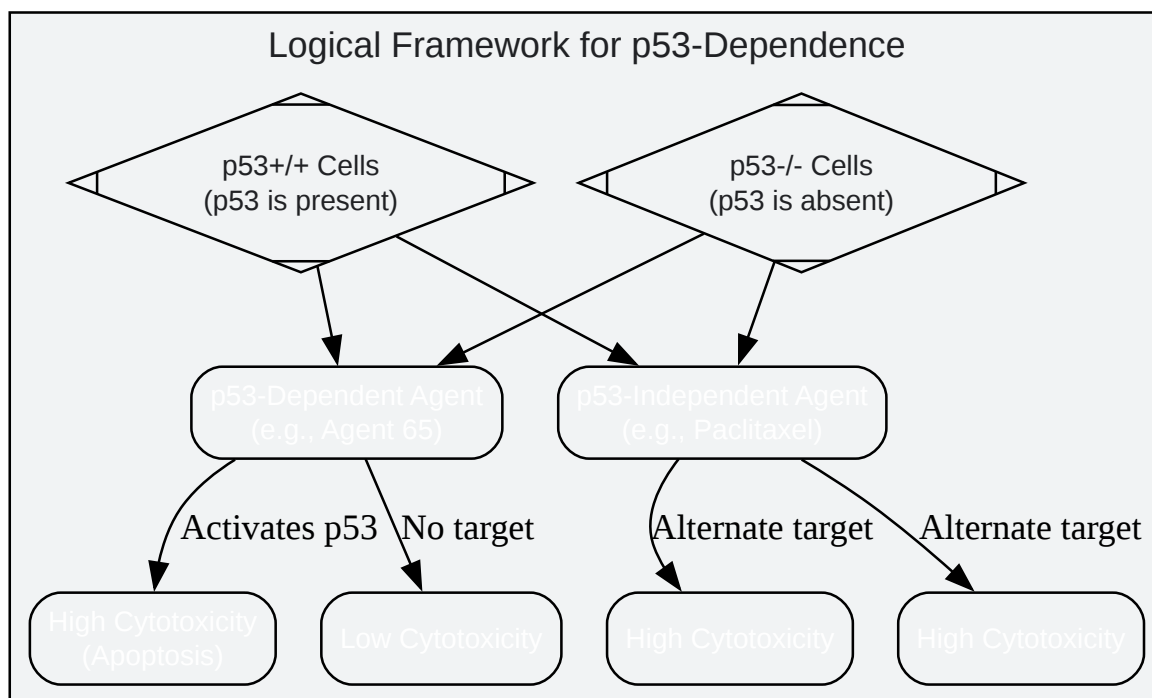 Logical Framework for p53-Dependence
p53+/+ Cells
(p53 is present)
p53-/- Cells
(p53 is absent)
p53-Dependent Agent
(e.g., Agent 65)
p53-Independent Agent
(e.g., Paclitaxel)
Activates p53
No target
Alternate target
Alternate target
High Cytotoxicity
(Apoptosis)
Low Cytotoxicity
High Cytotoxicity
High Cytotoxicity